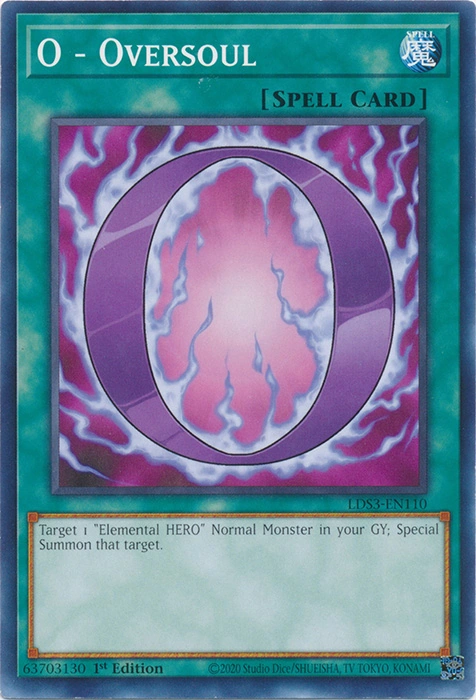 O - Oversoul
SPELL
魔
[Spell Card]
O
LDS3-EN110
Target 1 "Elemental HERO" Normal Monster in your GY; Special
Summon that target.
63703130 1st Edition
©2020 Studio Dice/SHUEISHA, TV TOKYO, KONAMI